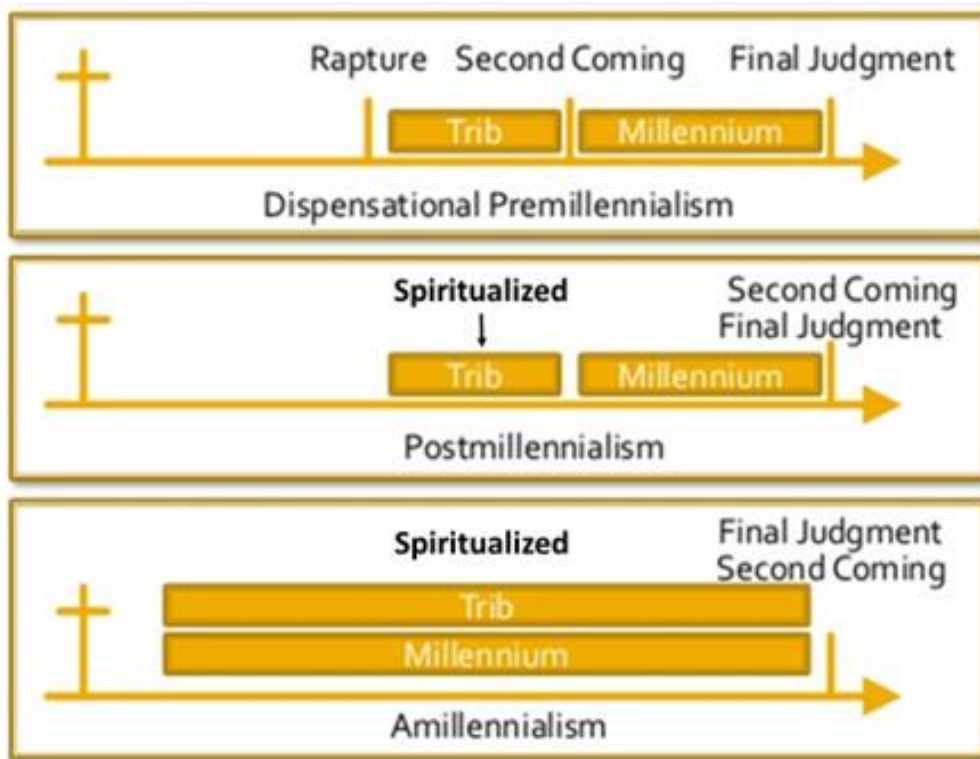 Rapture Second Coming Final Judgment
Trib Millennium
Dispensational Premillennialism
Spiritualized Second Coming
Final Judgment
Trib Millennium
Postmillennialism
Spiritualized Final Judgment
Second Coming
Trib
Millennium
Amillennialism